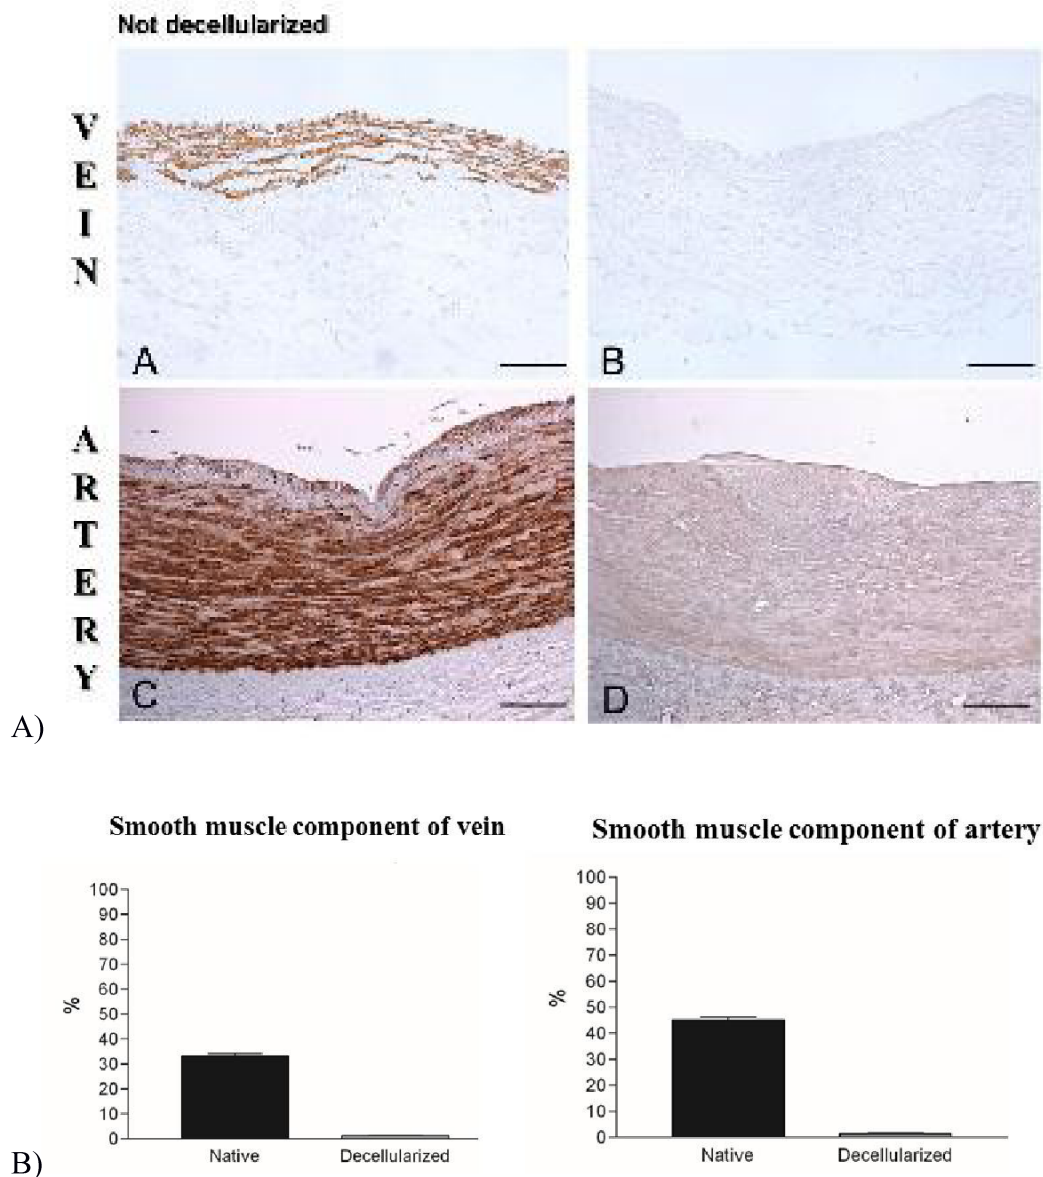 Not decellularized
VEIN
A
B
ARTERY
C
D
A)
Smooth muscle component of vein
Smooth muscle component of artery
100
90
80
70
60
50
40
30
20
10
0
%
Native
Decellularized
100
90
80
70
60
50
40
30
20
10
0
%
Native
Decellularized
B)